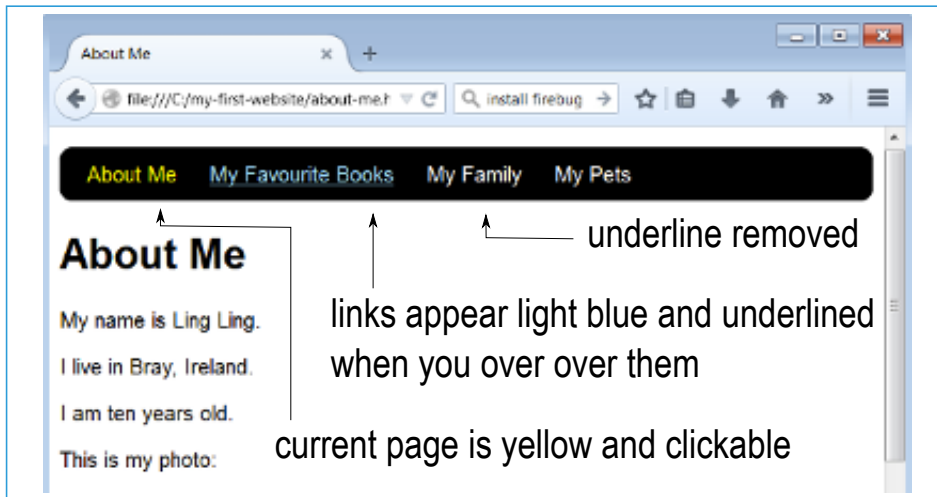 About Me
file:///C:/my-first-website/about-me.h
install firebug
About Me My Favourite Books My Family My Pets
underline removed
About Me
My name is Ling Ling.
links appear light blue and underlined
when you over over them
I live in Bray, Ireland.
I am ten years old.
current page is yellow and clickable
This is my photo: